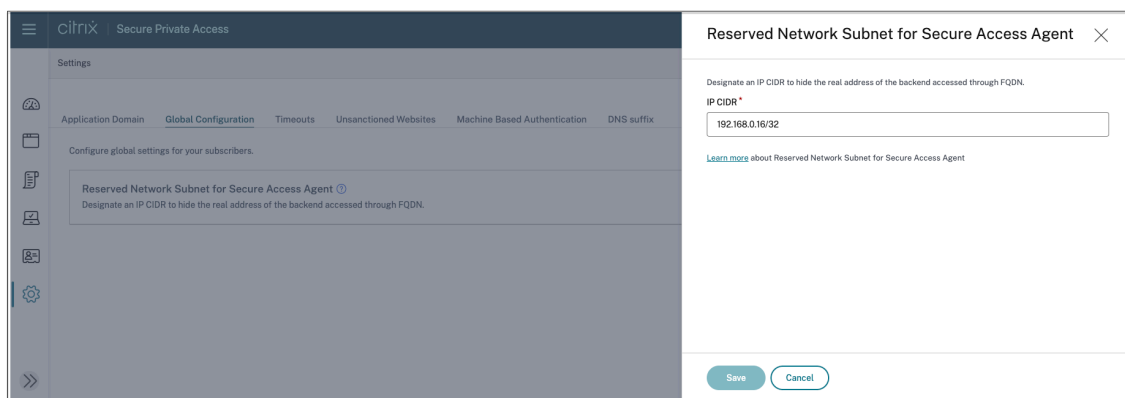 citrix | Secure Private Access
Settings
Application Domain Global Configuration Timeouts Unsanctioned Websites Machine Based Authentication DNS suffix
Configure global settings for your subscribers.
Reserved Network Subnet for Secure Access Agent
Designate an IP CIDR to hide the real address of the backend accessed through FQDN.
Reserved Network Subnet for Secure Access Agent
Designate an IP CIDR to hide the real address of the backend accessed through FQDN.
IP CIDR *
192.168.0.16/32
Learn more about Reserved Network Subnet for Secure Access Agent
Save Cancel